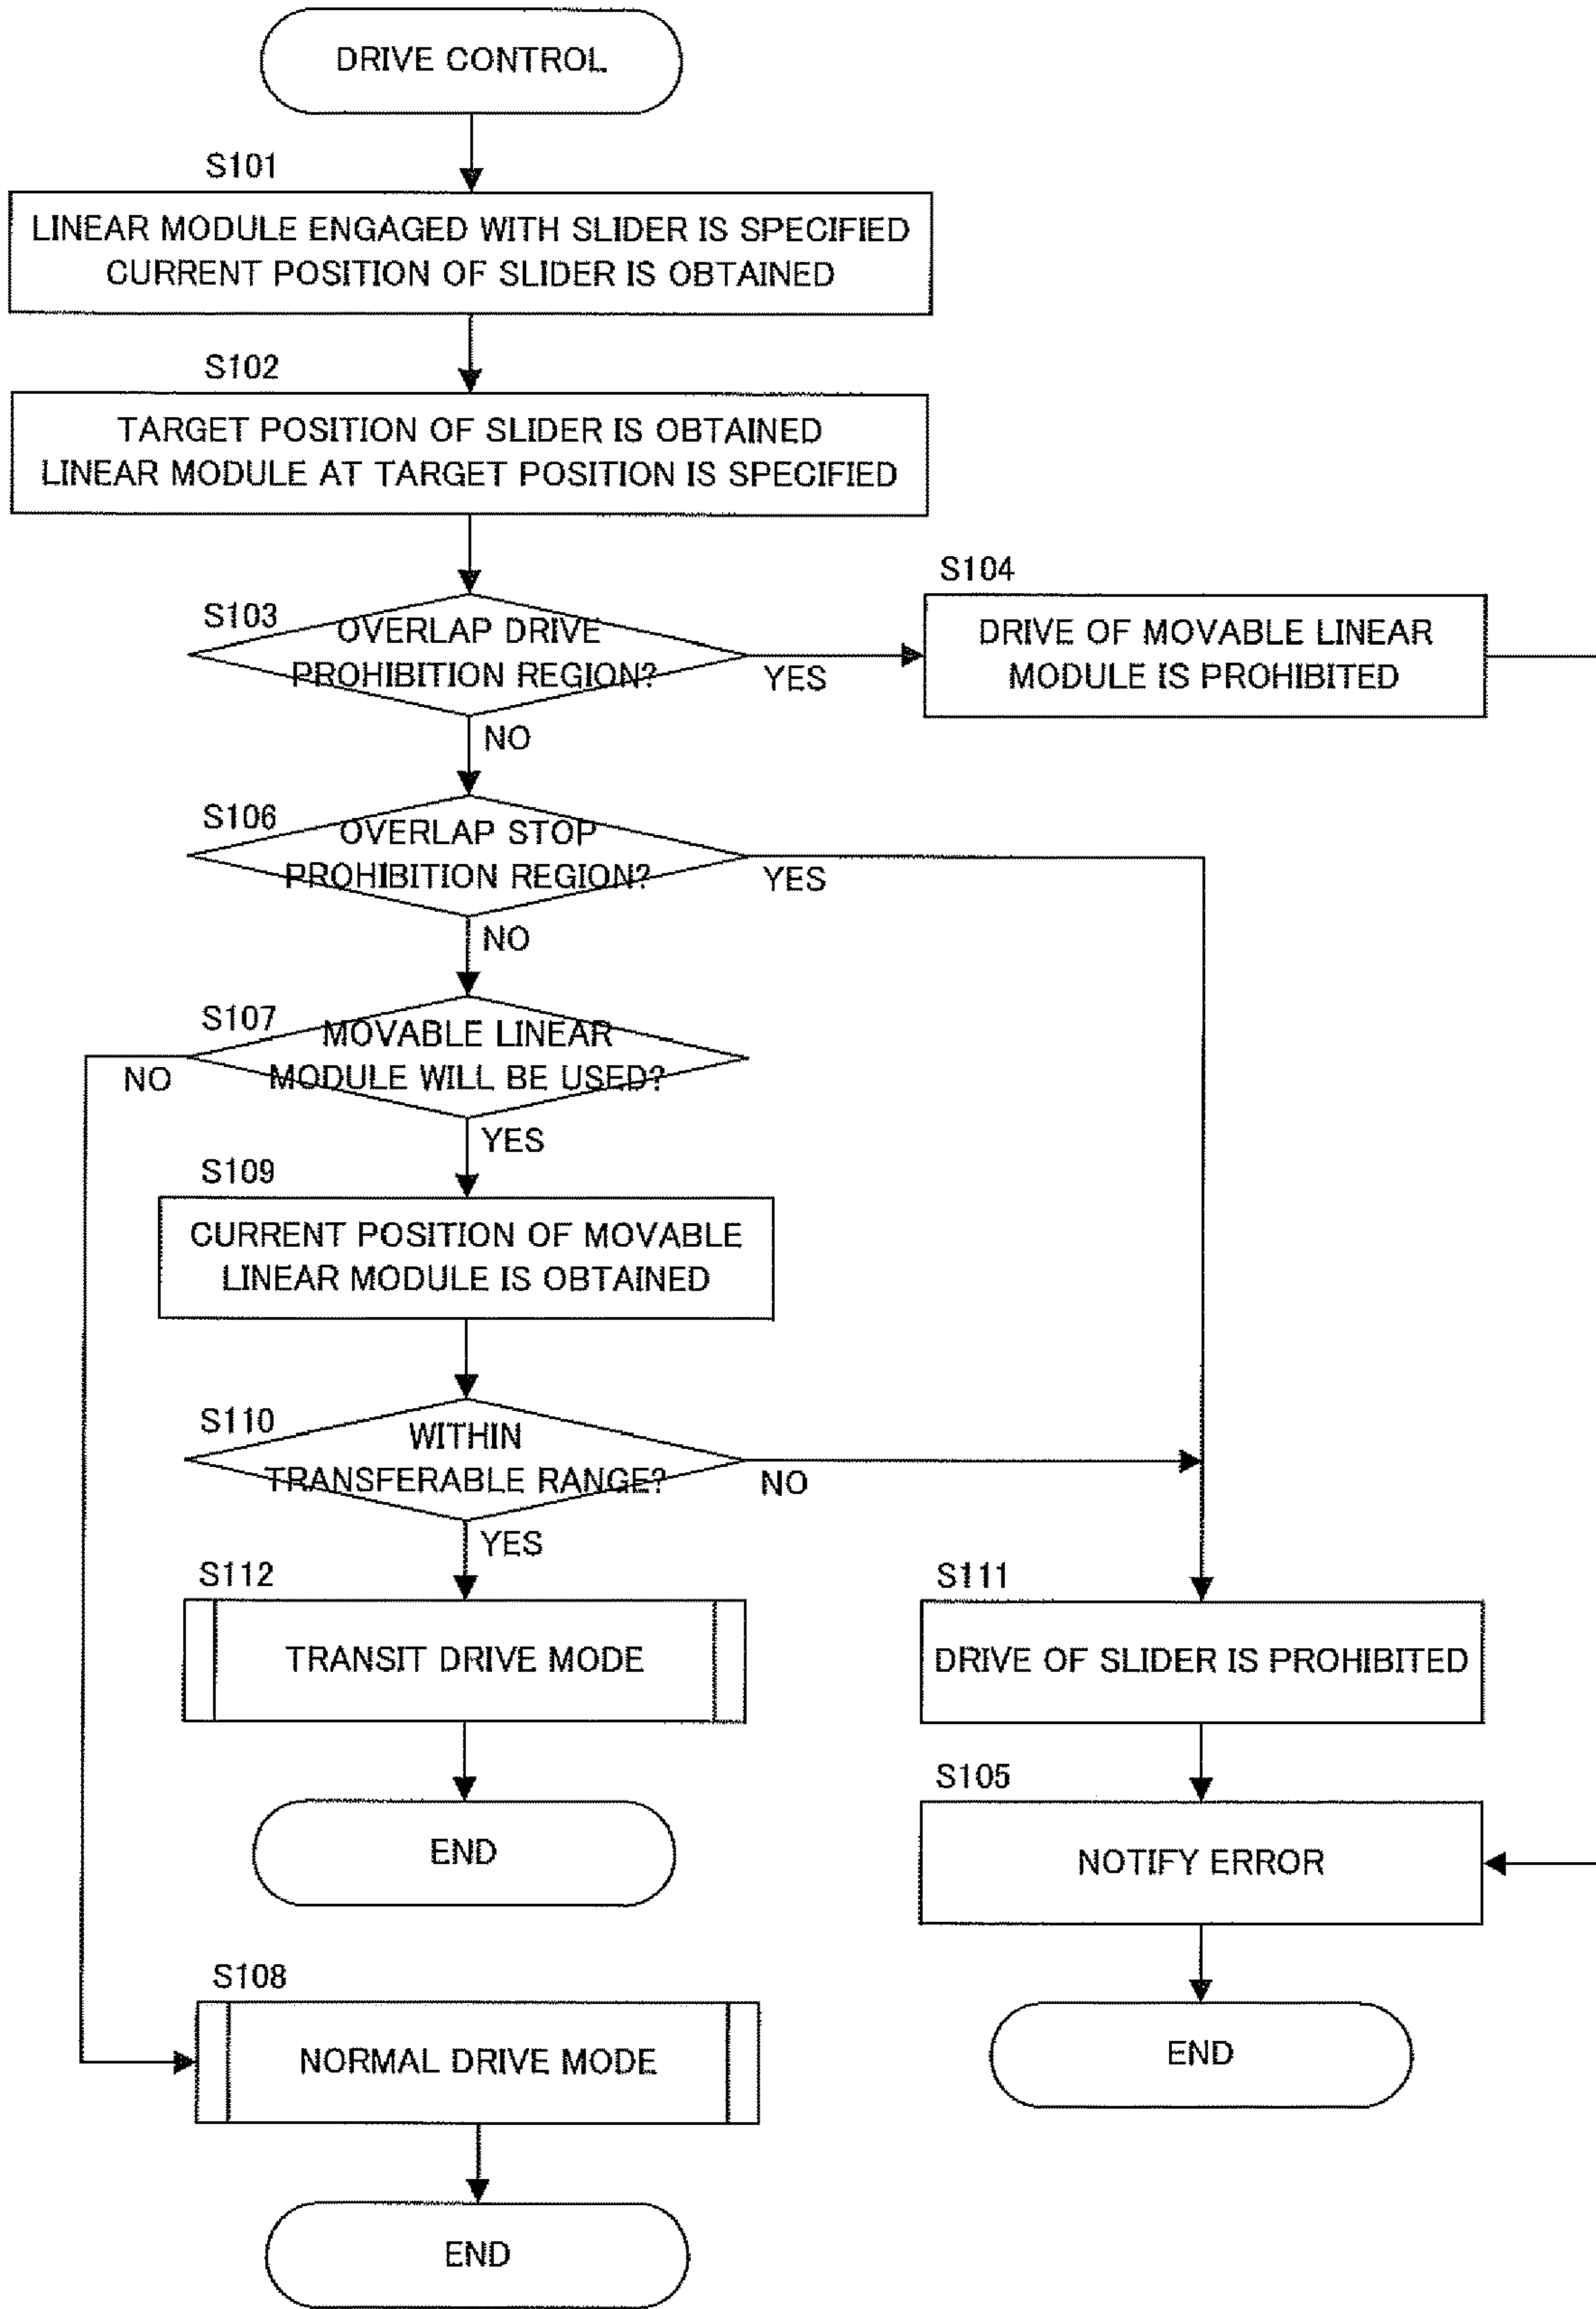 DRIVE CONTROL
S101
LINEAR MODULE ENGAGED WITH SLIDER IS SPECIFIED
CURRENT POSITION OF SLIDER IS OBTAINED
S102
TARGET POSITION OF SLIDER IS OBTAINED
LINEAR MODULE AT TARGET POSITION IS SPECIFIED
S103
OVERLAP DRIVE
PROHIBITION REGION?
YES
NO
S104
DRIVE OF MOVABLE LINEAR
MODULE IS PROHIBITED
S106
OVERLAP STOP
PROHIBITION REGION?
YES
NO
S107
MOVABLE LINEAR
MODULE WILL BE USED?
NO
YES
S109
CURRENT POSITION OF MOVABLE
LINEAR MODULE IS OBTAINED
S110
WITHIN
TRANSFERABLE RANGE?
NO
YES
S112
TRANSIT DRIVE MODE
END
S111
DRIVE OF SLIDER IS PROHIBITED
S105
NOTIFY ERROR
END
S108
NORMAL DRIVE MODE
END